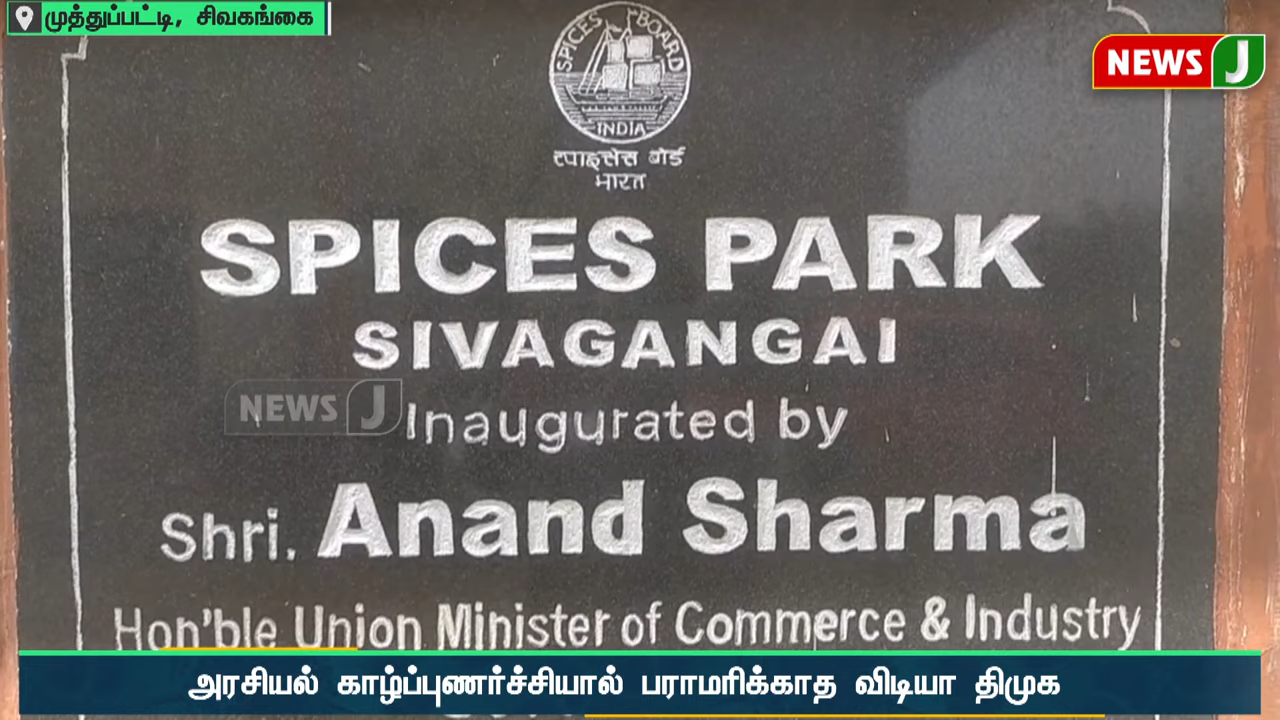 முத்துப்பட்டி, சிவகங்கை
NEWS J
SPICES BOARD
INDIA
स्पाइसेस बोर्ड
भारत
SPICES PARK
SIVAGANGAI
NEWS J
Inaugurated by
Shri. Anand Sharma
Hon'ble Union Minister of Commerce & Industry
அரசியல் காழ்ப்புணர்ச்சியால் பராமரிக்காத விடியா திமுக